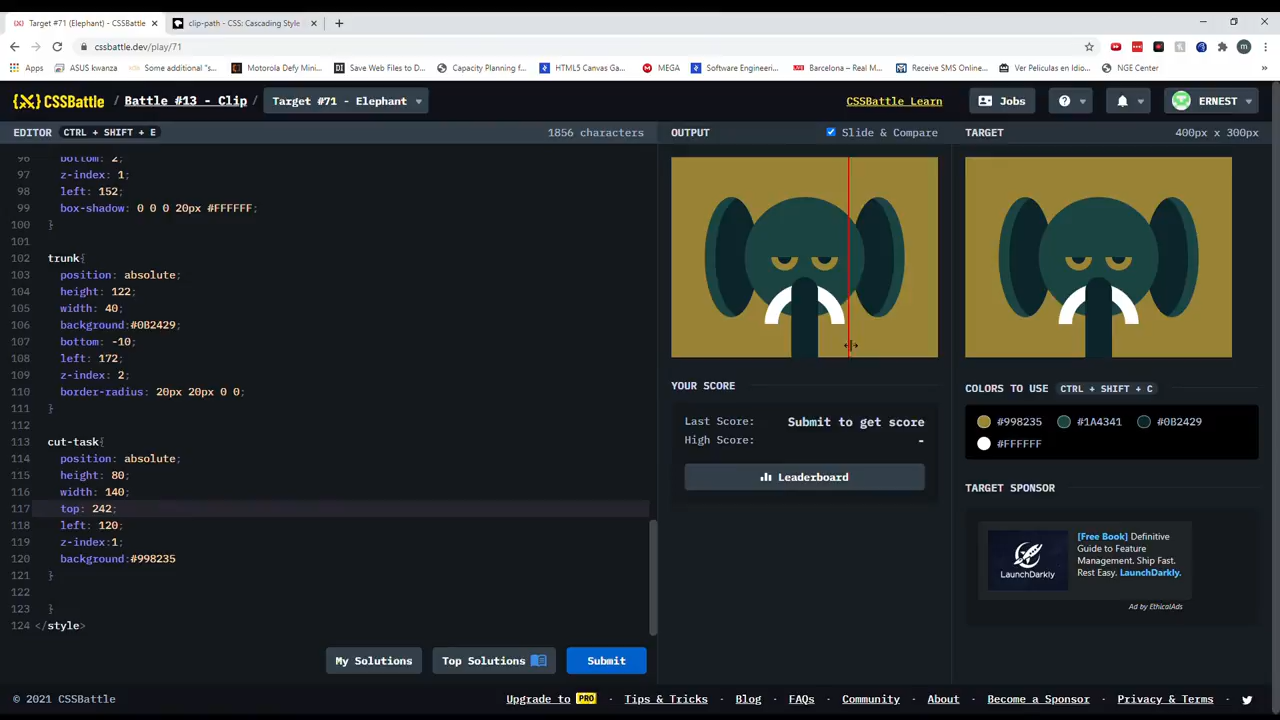 Target #71 (Elephant) - CSSBattle
clip-path - CSS: Cascading Style
cssbattle.dev/play/71
Apps
ASUS kwanza
Some additional "s...
Motorola Defy Mini...
Save Web Files to D...
Capacity Planning f...
HTML5 Canvas Ga...
MEGA
Software Engineeri...
Barcelona – Real M...
Receive SMS Online...
Ver Peliculas en Idio...
NGE Center
CSSBATTLE
/ Battle #13 - Clip / Target #71 - Elephant
CSSBattle Learn
Jobs
ERNEST
EDITOR CTRL + SHIFT + E
1856 characters
OUTPUT
Slide & Compare
TARGET
400px x 300px
96 bottom: 2;
97 z-index: 1;
98 left: 152;
99 box-shadow: 0 0 0 20px #FFFFFF;
100 }
101
102 trunk{
103 position: absolute;
104 height: 122;
105 width: 40;
106 background:#0B2429;
107 bottom: -10;
108 left: 172;
109 z-index: 2;
110 border-radius: 20px 20px 0 0;
111 }
112
113 cut-task{
114 position: absolute;
115 height: 80;
116 width: 140;
117 top: 242;
118 left: 120;
119 z-index:1;
120 background:#998235
121 }
122
123 }
124 </style>
YOUR SCORE
Last Score: Submit to get score
High Score: -
Leaderboard
COLORS TO USE CTRL + SHIFT + C
#998235
#1A4341
#0B2429
#FFFFFF
TARGET SPONSOR
LaunchDarkly
[Free Book] Definitive
Guide to Feature
Management. Ship Fast.
Rest Easy. LaunchDarkly.
Ad by EthicalAds
My Solutions
Top Solutions
Submit
© 2021 CSSBattle
Upgrade to PRO · Tips & Tricks · Blog · FAQs · Community · About · Become a Sponsor · Privacy & Terms ·